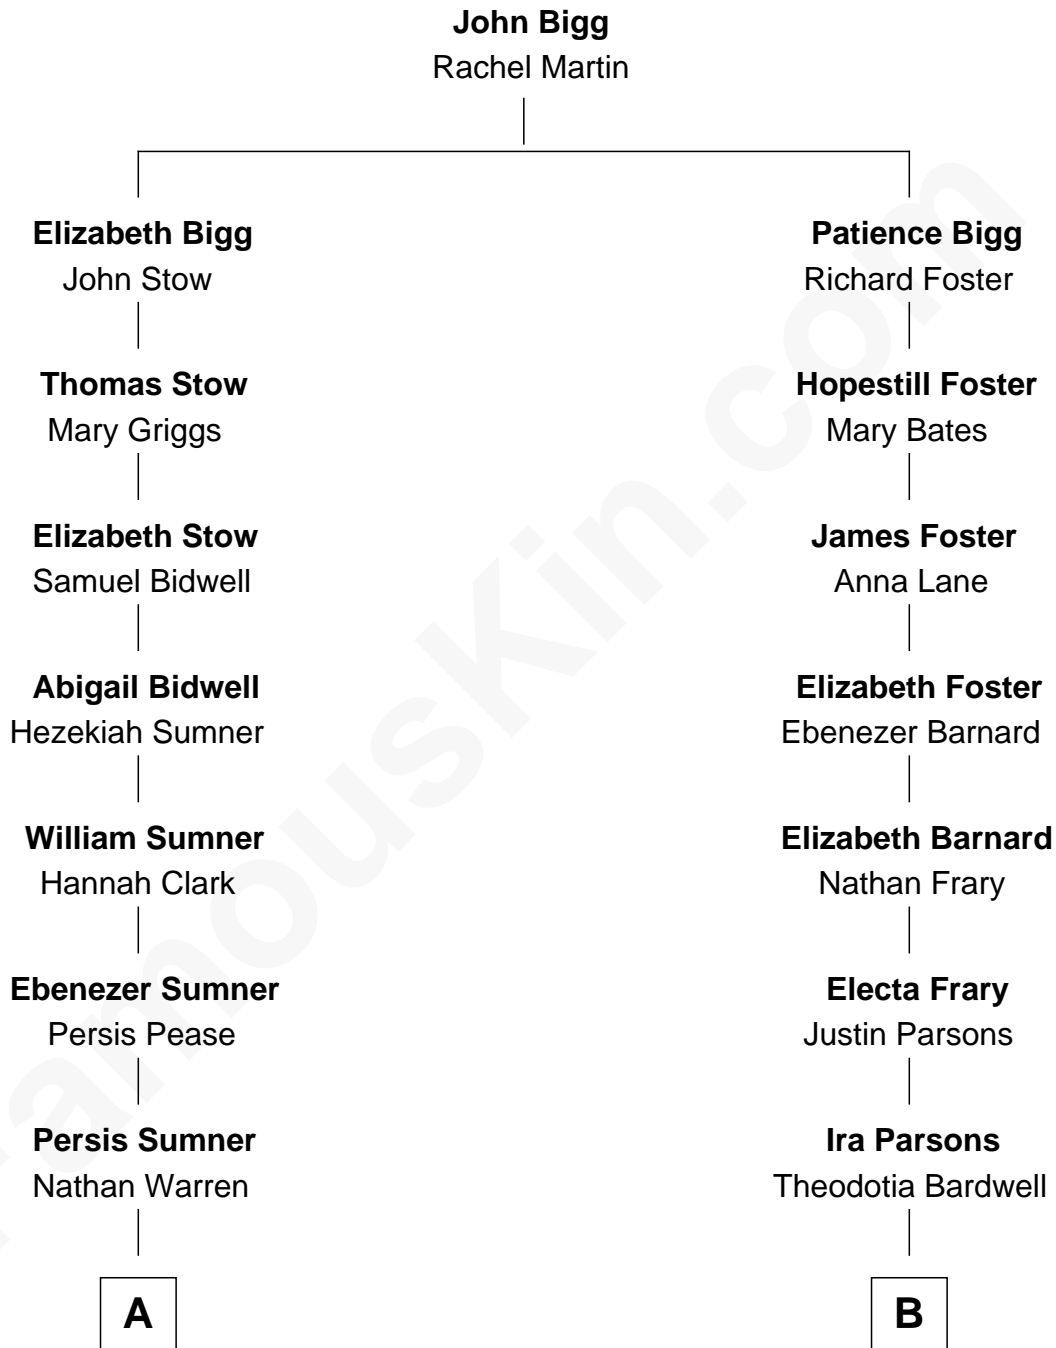 John Bigg
Rachel Martin
Elizabeth Bigg
John Stow
Patience Bigg
Richard Foster
Thomas Stow
Mary Griggs
Hopestill Foster
Mary Bates
Elizabeth Stow
Samuel Bidwell
James Foster
Anna Lane
Abigail Bidwell
Hezekiah Sumner
Elizabeth Foster
Ebenezer Barnard
William Sumner
Hannah Clark
Elizabeth Barnard
Nathan Frary
Ebenezer Sumner
Persis Pease
Electa Frary
Justin Parsons
Persis Sumner
Nathan Warren
Ira Parsons
Theodotia Bardwell
A
B
FamousKin.com